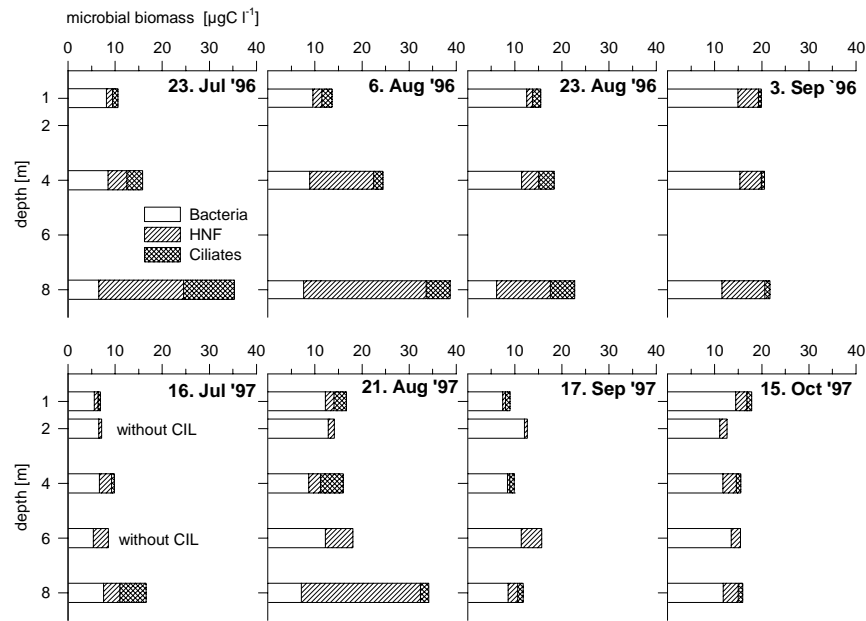 microbial biomass [µgC l⁻¹]
0 10 20 30 40 0 10 20 30 40 0 10 20 30 40 0 10 20 30 40
23. Jul '96 6. Aug '96 23. Aug '96 3. Sep `96
1
2
4
6
8
depth [m]
Bacteria
HNF
Ciliates
0 10 20 30 40 0 10 20 30 40 0 10 20 30 40 0 10 20 30 40
16. Jul '97 21. Aug '97 17. Sep '97 15. Oct '97
1
2 without CIL
4
6 without CIL
8
depth [m]